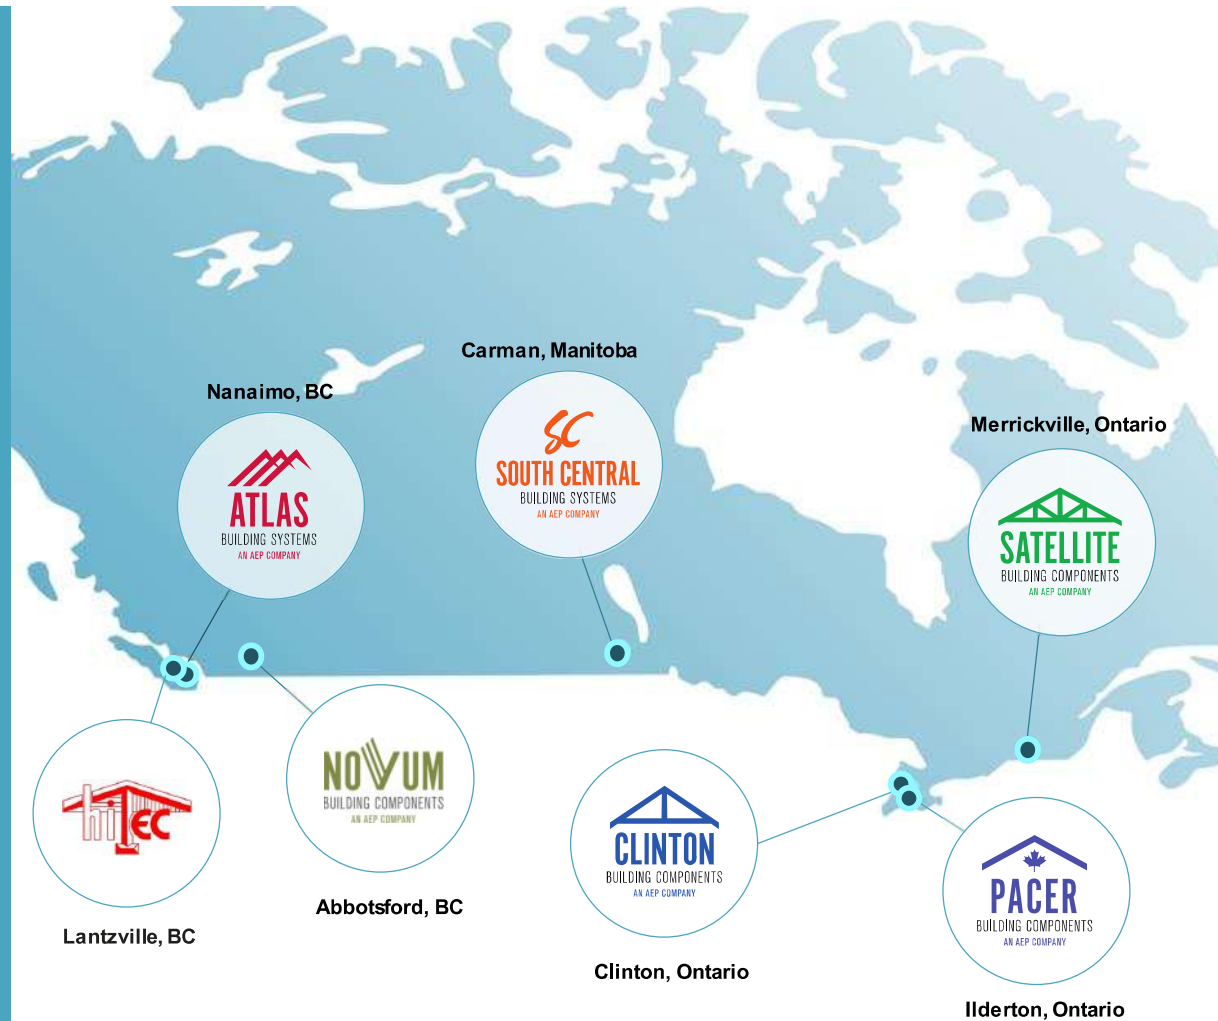 Carman, Manitoba
SC
SOUTH CENTRAL
BUILDING SYSTEMS
AN AEP COMPANY
Nanaimo, BC
ATLAS
BUILDING SYSTEMS
AN AEP COMPANY
Merrickville, Ontario
SATELLITE
BUILDING COMPONENTS
AN AEP COMPANY
hiTEC
Lantzville, BC
NOVUM
BUILDING COMPONENTS
AN AEP COMPANY
Abbotsford, BC
CLINTON
BUILDING COMPONENTS
AN AEP COMPANY
Clinton, Ontario
PACER
BUILDING COMPONENTS
AN AEP COMPANY
Ilderton, Ontario